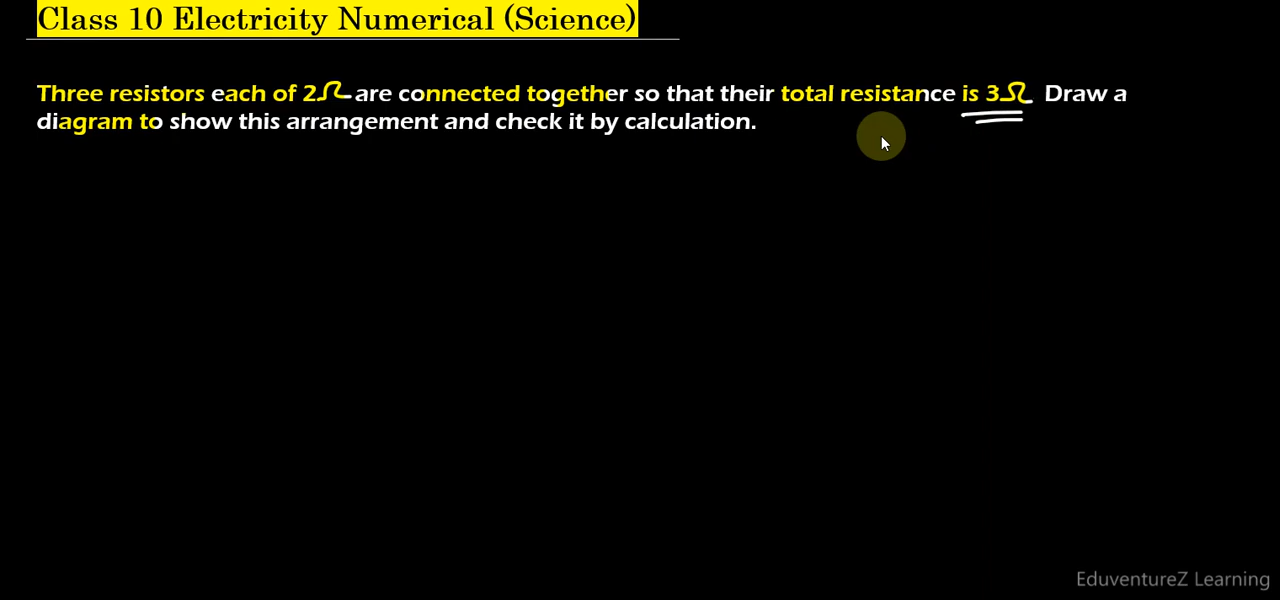 Class 10 Electricity Numerical (Science)
Three resistors each of 2Ω are connected together so that their total resistance is 3Ω Draw a
diagram to show this arrangement and check it by calculation.
EduventureZ Learning